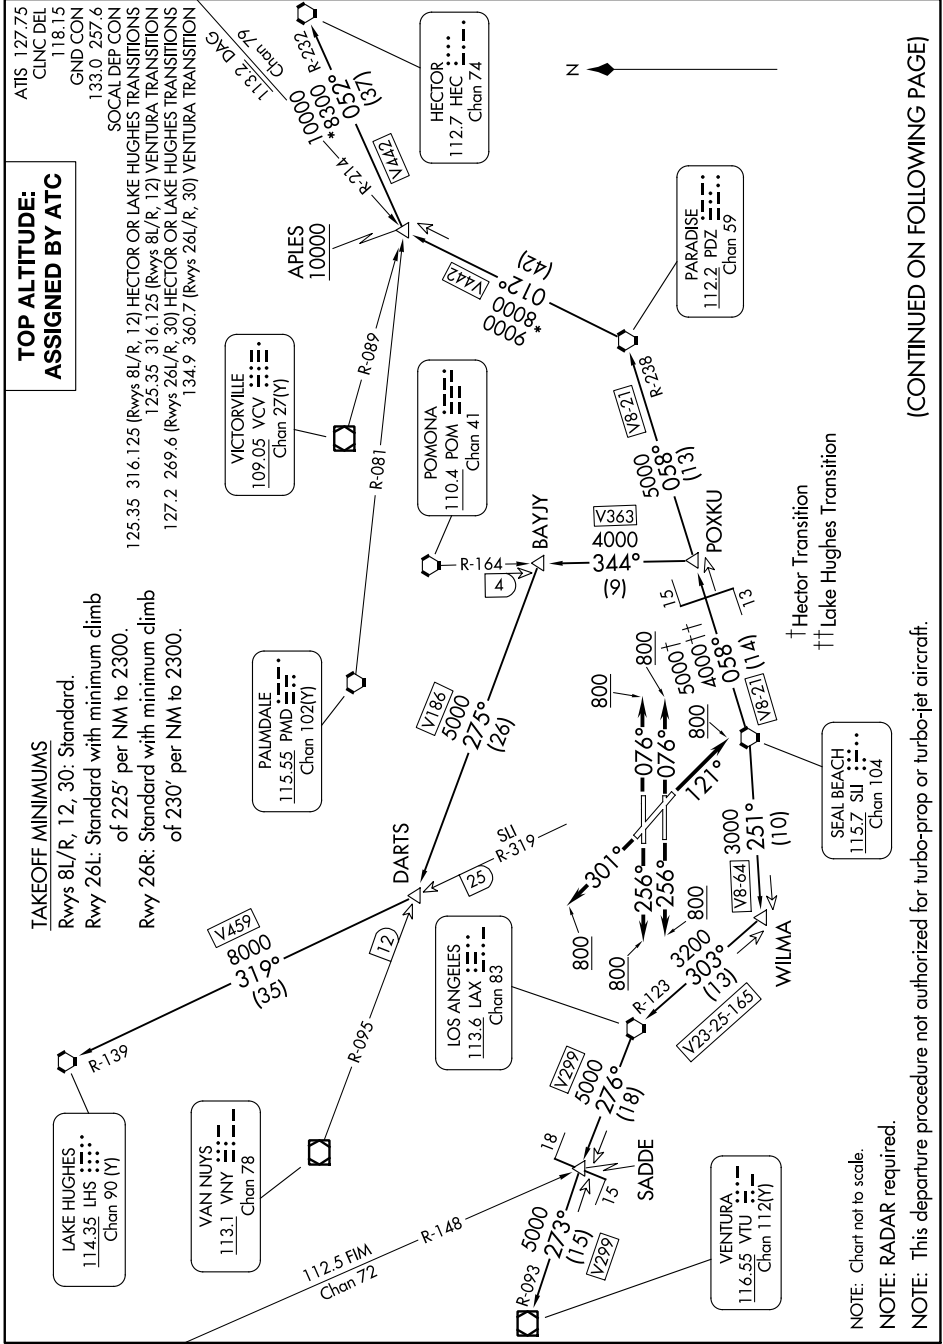 ATIS 127.75
CLNC DEL
118.15
GND CON
133.0 257.6
SOCAL DEP CON
125.35 316.125 (Rwys 8L/R, 12) HECTOR OR LAKE HUGHES TRANSITIONS
125.35 316.125 (Rwys 8L/R, 12) VENTURA TRANSITIONS
127.2 269.6 (Rwys 26L/R, 30) HECTOR OR LAKE HUGHES TRANSITIONS
134.9 360.7 (Rwys 26L/R, 30) VENTURA TRANSITION
TOP ALTITUDE:
ASSIGNED BY ATC
TAKEOFF MINIMUMS
Rwys 8L/R, 12, 30: Standard.
Rwy 26L: Standard with minimum climb
of 225' per NM to 2300.
Rwy 26R: Standard with minimum climb
of 230' per NM to 2300.
LAKE HUGHES
114.35 LHS
Chan 90 (Y)
R-139
V459
8000
319°
(35)
VAN NUYS
113.1 VNY
Chan 78
R-095
12
DARTS
25
SLI
R-319
PALMDALE
115.55 PMD
Chan 102(Y)
R-081
VICTORVILLE
109.05 VCV
Chan 27(Y)
R-089
APLES
10000
113.2 DAG
Chan 79
R-214
10000
*8300
R-232
052°
(37)
V442
HECTOR
112.7 HEC
Chan 74
N
V442
9000
*8000
012°
(42)
PARADISE
112.2 PDZ
Chan 59
POMONA
110.4 POM
Chan 41
R-164
4
BAYJY
V186
5000
275°
(26)
V363
4000
344°
(9)
POXKU
V8-21
R-238
5000
058°
(13)
15
13
5000†
4000††
058°
(14)
V8-21
†Hector Transition
††Lake Hughes Transition
800
800
800
076°
076°
121°
301°
256°
256°
800
800
800
SEAL BEACH
115.7 SLI
Chan 104
V8-64
3000
251°
(10)
WILMA
LOS ANGELES
113.6 LAX
Chan 83
R-123
3200
303°
(13)
V23-25-165
V299
5000
276°
(18)
18
15
SADDE
112.5 FIM
Chan 72
R-148
R-093
5000
273°
(15)
V299
VENTURA
116.55 VTU
Chan 112(Y)
NOTE: Chart not to scale.
NOTE: RADAR required.
NOTE: This departure procedure not authorized for turbo-prop or turbo-jet aircraft.
(CONTINUED ON FOLLOWING PAGE)